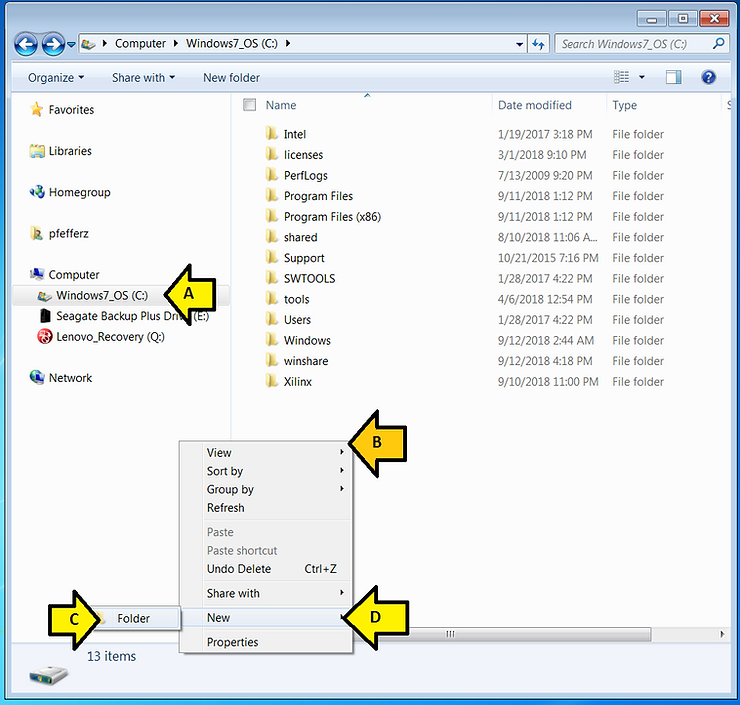 Computer Windows7_OS (C:) Search Windows7_OS (C:)
Organize Share with New folder
Favorites
Libraries
Homegroup
pfefferz
Computer
Windows7_OS (C:) A
Seagate Backup Plus Driv (E:)
Lenovo_Recovery (Q:)
Network
Name Date modified Type S
Intel 1/19/2017 3:18 PM File folder
licenses 3/1/2018 9:10 PM File folder
PerfLogs 7/13/2009 9:20 PM File folder
Program Files 9/11/2018 1:12 PM File folder
Program Files (x86) 9/11/2018 1:12 PM File folder
shared 8/10/2018 11:06 A... File folder
Support 10/21/2015 7:16 PM File folder
SWTOOLS 1/28/2017 4:22 PM File folder
tools 4/6/2018 12:54 PM File folder
Users 1/28/2017 4:22 PM File folder
Windows 9/12/2018 2:44 AM File folder
winshare 9/12/2018 4:18 PM File folder
Xilinx 9/10/2018 11:00 PM File folder
B
View
Sort by
Group by
Refresh
Paste
Paste shortcut
Undo Delete Ctrl+Z
Share with
C Folder New D
Properties
13 items